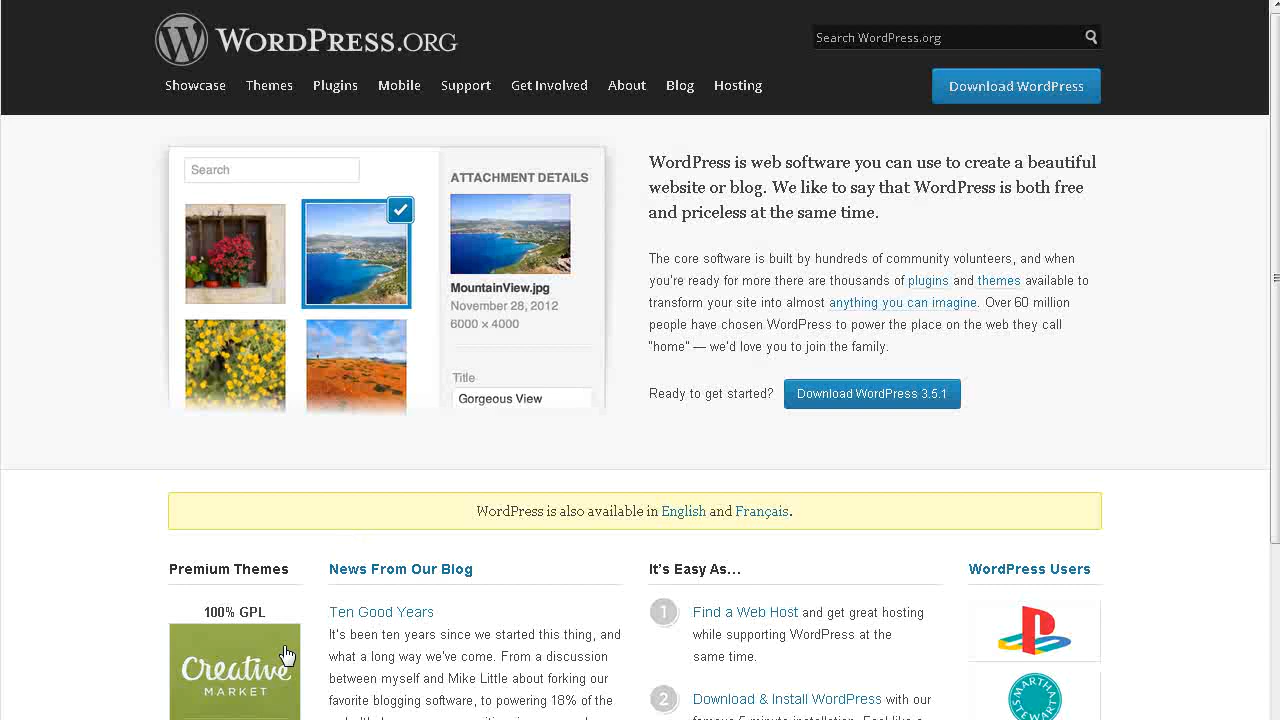 WORDPRESS.ORG
Search WordPress.org
Showcase Themes Plugins Mobile Support Get Involved About Blog Hosting
Download WordPress
Search
ATTACHMENT DETAILS
MountainView.jpg
November 28, 2012
6000 × 4000
Title
Gorgeous View
WordPress is web software you can use to create a beautiful
website or blog. We like to say that WordPress is both free
and priceless at the same time.
The core software is built by hundreds of community volunteers, and when
you're ready for more there are thousands of plugins and themes available to
transform your site into almost anything you can imagine. Over 60 million
people have chosen WordPress to power the place on the web they call
"home" — we'd love you to join the family.
Ready to get started? Download WordPress 3.5.1
WordPress is also available in English and Français.
Premium Themes
100% GPL
Creative
MARKET
News From Our Blog
Ten Good Years
It's been ten years since we started this thing, and
what a long way we've come. From a discussion
between myself and Mike Little about forking our
favorite blogging software, to powering 18% of the
It's Easy As…
1 Find a Web Host and get great hosting
while supporting WordPress at the
same time.
2 Download & Install WordPress with our
WordPress Users
MARTHA
STEWART